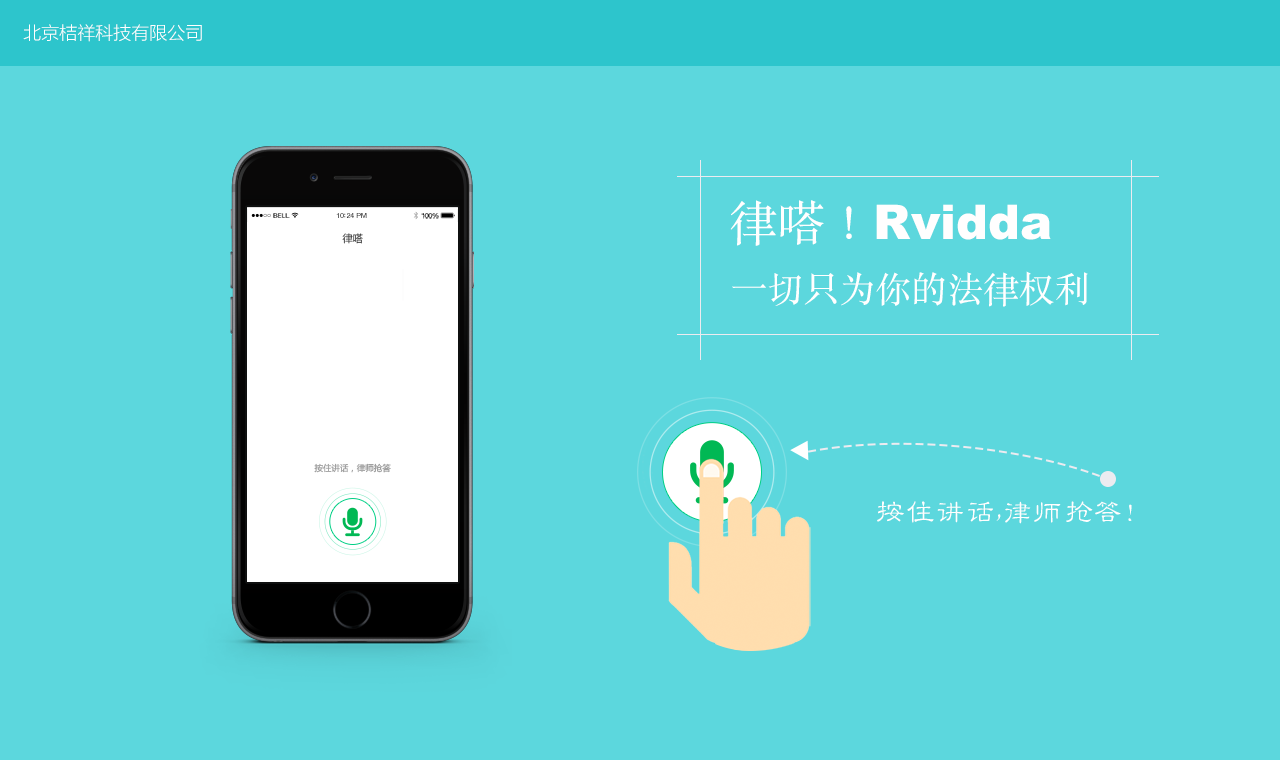 北京桔祥科技有限公司
BELL 10:24 PM 100%
律嗒
按住讲话，律师抢答
律嗒！Rvidda
一切只为你的法律权利
按住讲话,律师抢答!